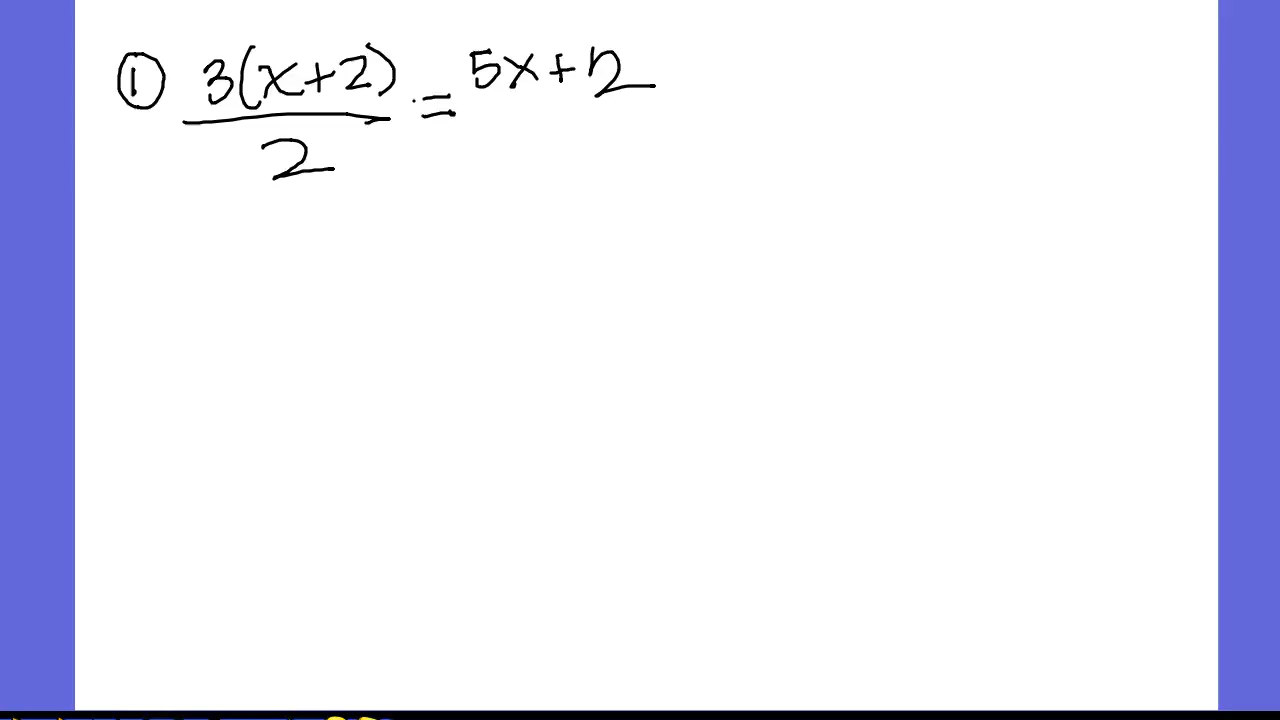 ① 3(x+2) = 5x+2
2